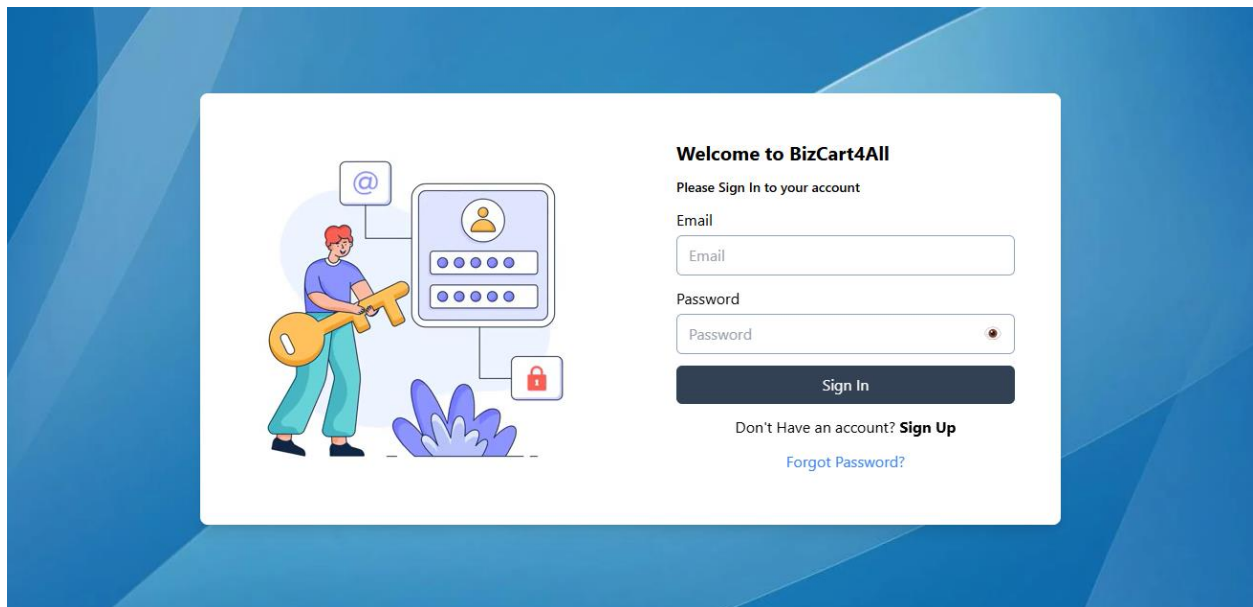 Welcome to BizCart4All
Please Sign In to your account
Email
Email
Password
Password
Sign In
Don't Have an account? Sign Up
Forgot Password?
@